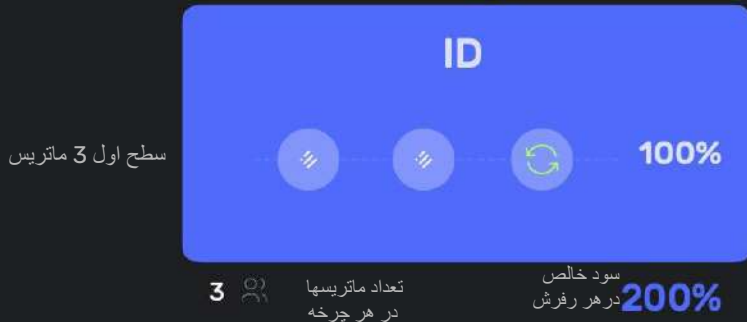 ID
سطح اول 3 ماتریس
100%
3
تعداد ماتریسها
در هر چرخه
سود خالص
درهر رفرش
200%